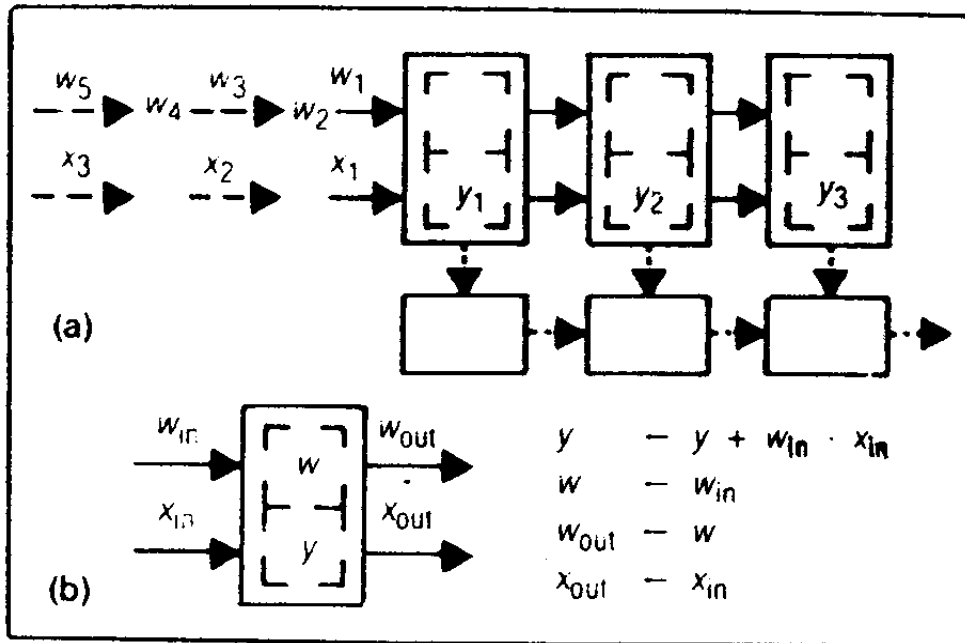 w5 w4 w3 w2 w1
x3 x2 x1
y1 y2 y3
(a)
win w wout
xin y xout
(b)
y – y + win · xin
w – win
wout – w
xout – xin